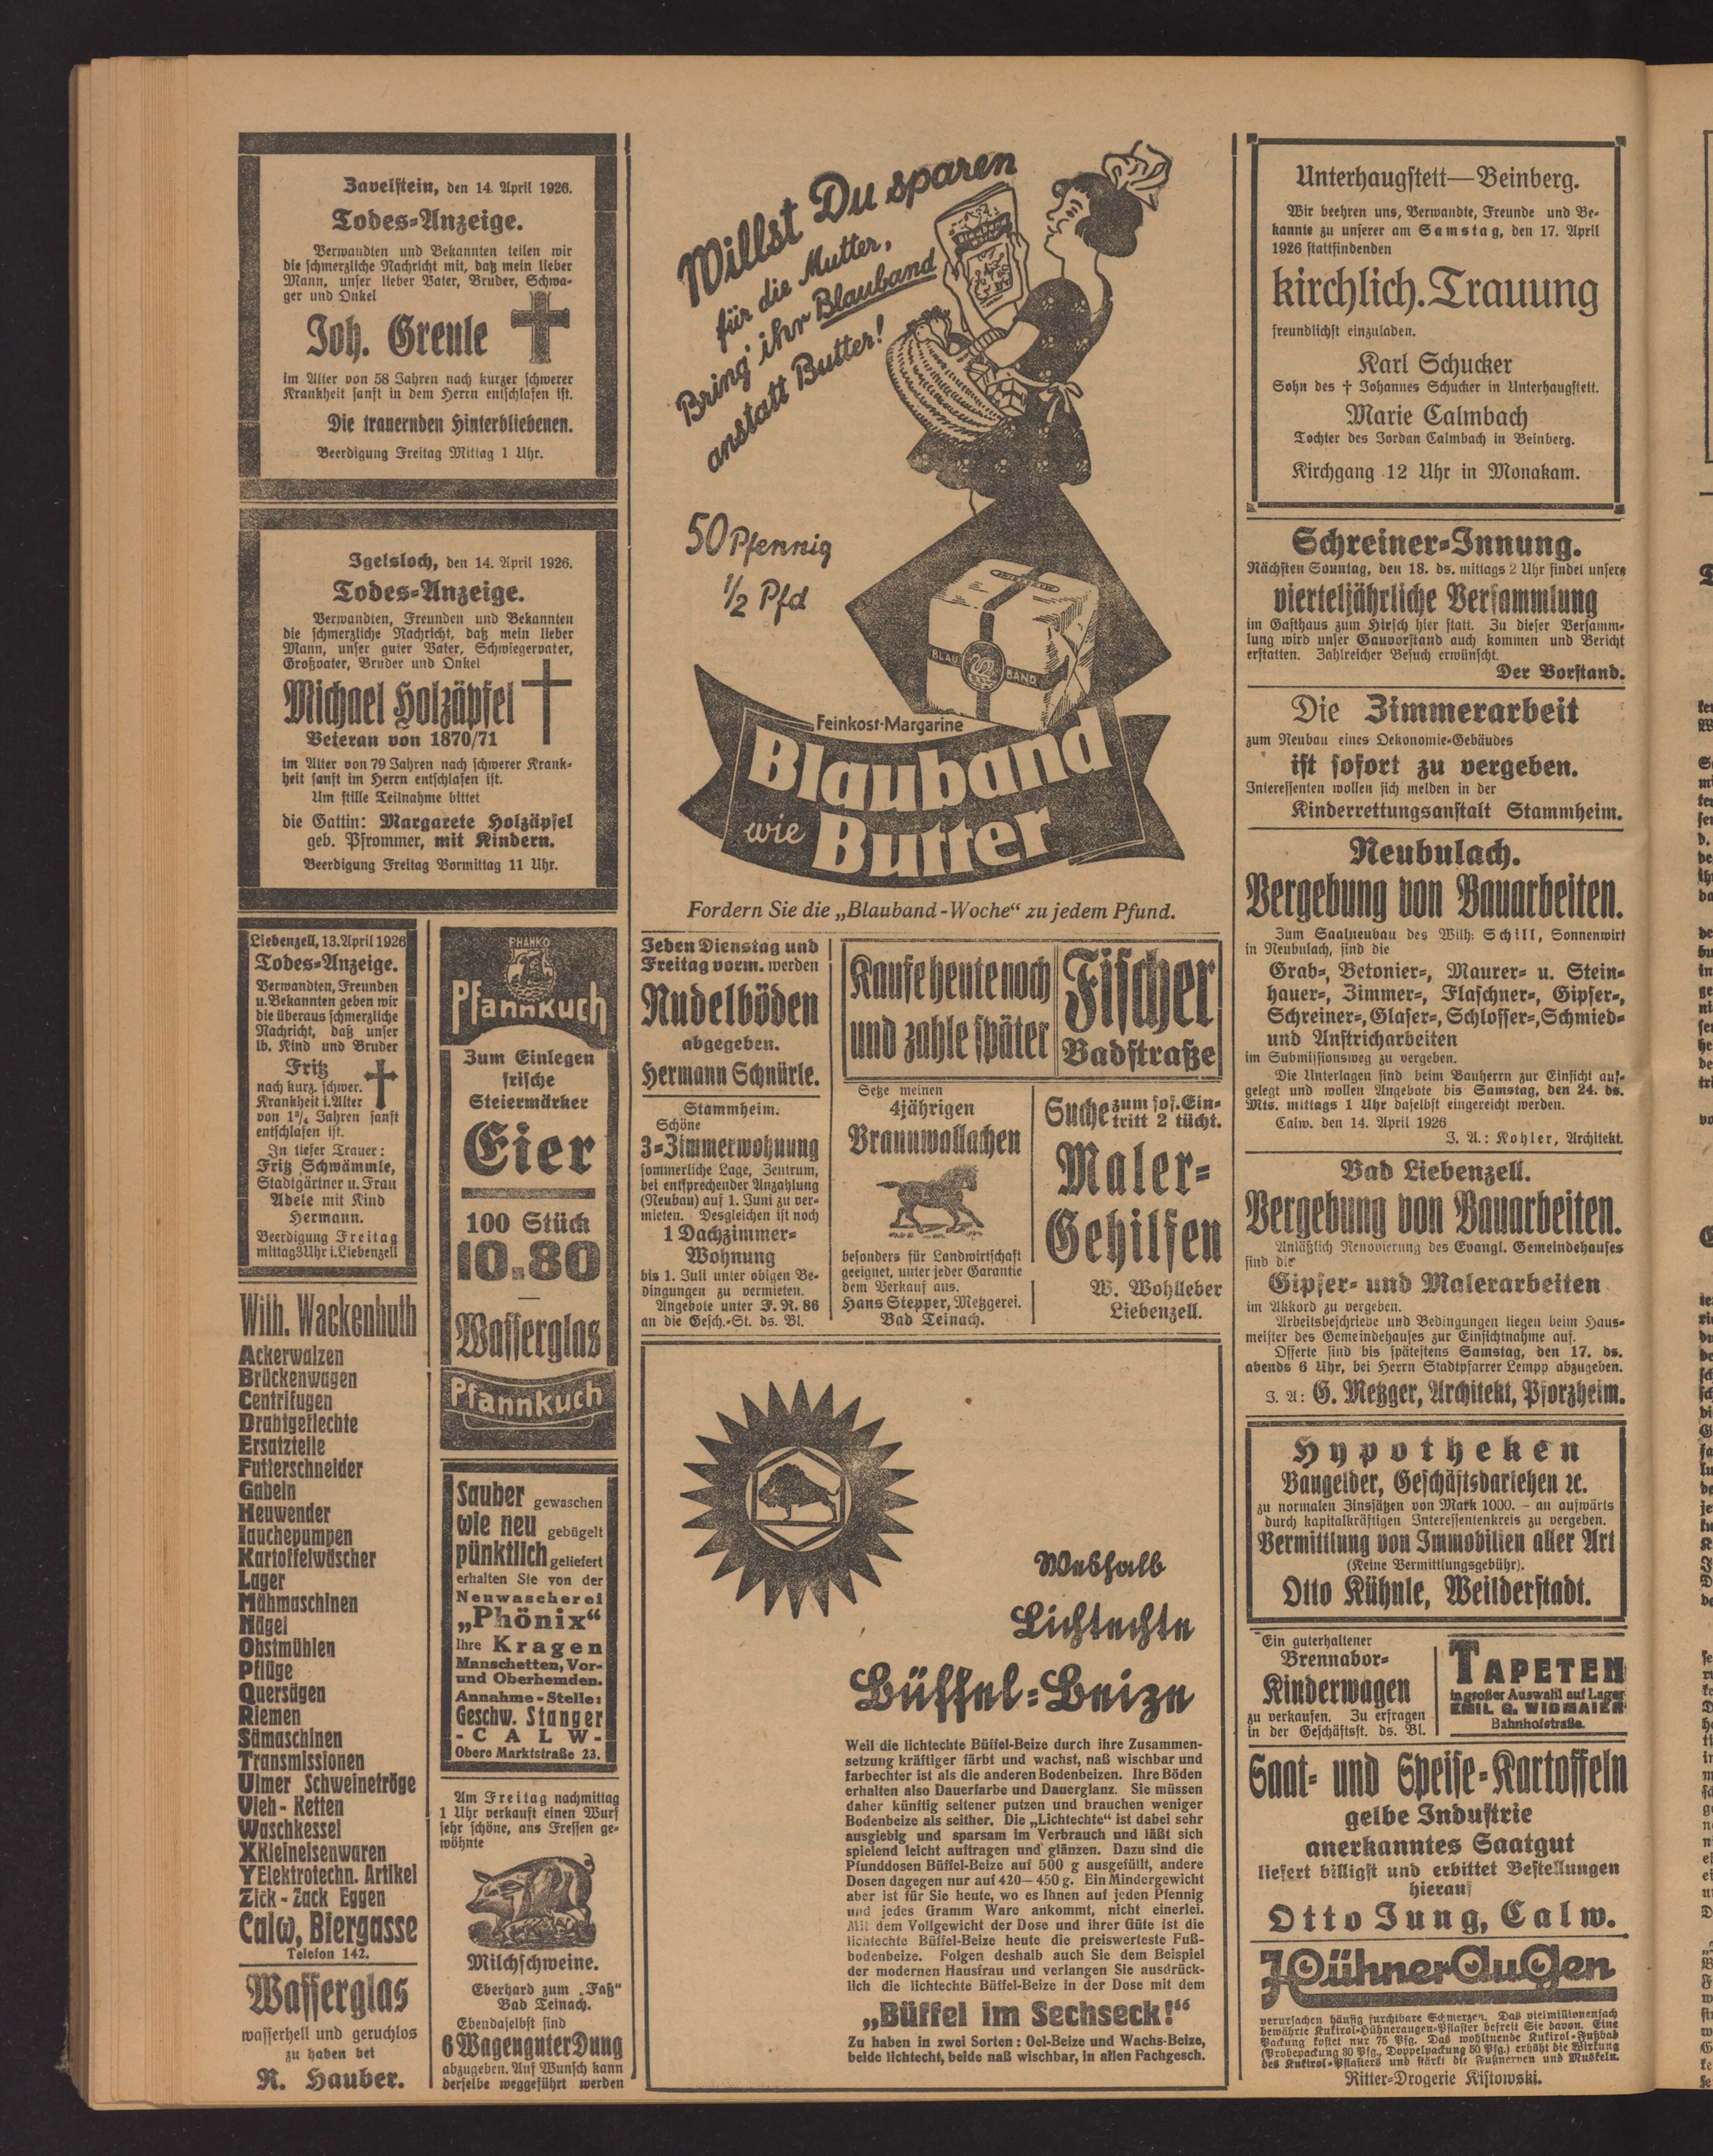 Zavelstein, den 14. April 1926.
Todes-Anzeige.
Verwandten und Bekannten teilen wir
die schmerzliche Nachricht mit, daß mein lieber
Mann, unser lieber Vater, Bruder, Schwa-
ger und Onkel
Joh. Greule
im Alter von 58 Jahren nach kurzer schwerer
Krankheit sanft in dem Herrn entschlafen ist.
Die trauernden Hinterbliebenen.
Beerdigung Freitag Mittag 1 Uhr.
Igelsloch, den 14. April 1926.
Todes-Anzeige.
Verwandten, Freunden und Bekannten
die schmerzliche Nachricht, daß mein lieber
Mann, unser guter Vater, Schwiegervater,
Großvater, Bruder und Onkel
Michael Holzäpfel
Veteran von 1870/71
im Alter von 79 Jahren nach schwerer Krank-
heit sanft im Herrn entschlafen ist.
Um stille Teilnahme bittet
die Gattin: Margarete Holzäpfel
geb. Pfrommer, mit Kindern.
Beerdigung Freitag Vormittag 11 Uhr.
Liebenzell, 13. April 1926
Todes-Anzeige.
Verwandten, Freunden
u. Bekannten geben wir
die überaus schmerzliche
Nachricht, daß unser
lb. Kind und Bruder
Fritz
nach kurz. schwer.
Krankheit i. Alter
von 1¾ Jahren sanft
entschlafen ist.
In tiefer Trauer:
Fritz Schwämmle,
Stadtgärtner u. Frau
Adele mit Kind
Hermann.
Beerdigung Freitag
mittag 3 Uhr i. Liebenzell
Wilh. Wackenhuth
Ackerwalzen
Brückenwagen
Centrifugen
Drahtgeflechte
Ersatzteile
Futterschneider
Gabeln
Heuwender
Iauchepumpen
Kartoffelwäscher
Lager
Mähmaschinen
Nägel
Obstmühlen
Pflüge
Quersägen
Riemen
Sämaschinen
Transmissionen
Ulmer Schweinetröge
Vieh-Ketten
Waschkessel
XKleineisenwaren
YElektrotechn. Artikel
Zick-Zack Eggen
Calw, Biergasse
Telefon 142.
Wasserglas
wasserhell und geruchlos
zu haben bei
R. Hauber.
PHANKO
Pfannkuch
Zum Einlegen
frische
Steiermärker
Eier
100 Stück
10.80
Wasserglas
Pfannkuch
Sauber gewaschen
wie neu gebügelt
pünktlich geliefert
erhalten Sie von der
Neuwascherei
„Phönix“
Ihre Kragen
Manschetten, Vor-
und Oberhemden.
Annahme-Stelle:
Geschw. Stanger
- CALW -
Obere Marktstraße 23.
Am Freitag nachmittag
1 Uhr verkauft einen Wurf
sehr schöne, ans Fressen ge-
wöhnte
Milchschweine.
Eberhard zum „Faß“
Bad Teinach.
Ebendaselbst sind
6 Wagen guter Dung
abzugeben. Auf Wunsch kann
derselbe weggeführt werden
Willst Du sparen
für die Mutter,
Bring' ihr Blauband
anstatt Butter!
50 Pfennig
½ Pfd
BLAU BAND
Feinkost-Margarine
Blauband
wie Butter
Fordern Sie die „Blauband-Woche“ zu jedem Pfund.
Jeden Dienstag und
Freitag vorm. werden
Nudelböden
abgegeben.
Hermann Schnürle.
Stammheim.
Schöne
3-Zimmerwohnung
sommerliche Lage, Zentrum,
bei entsprechender Anzahlung
(Neubau) auf 1. Juni zu ver-
mieten. Desgleichen ist noch
1 Dachzimmer-
Wohnung
bis 1. Juli unter obigen Be-
dingungen zu vermieten.
Angebote unter F. R. 86
an die Gesch.-St. ds. Bl.
Kaufe heute noch
und zahle später
Fischer
Badstraße
Setze meinen
4jährigen
Braunwallachen
besonders für Landwirtschaft
geeignet, unter jeder Garantie
dem Verkauf aus.
Hans Stepper, Metzgerei.
Bad Teinach.
Suche zum sof. Ein-
tritt 2 tücht.
Maler-
Gehilfen
W. Wohlleber
Liebenzell.
Weshalb
Lichtechte
Büffel-Beize
Weil die lichtechte Büffel-Beize durch ihre Zusammen-
setzung kräftiger färbt und wachst, naß wischbar und
farbechter ist als die anderen Bodenbeizen. Ihre Böden
erhalten also Dauerfarbe und Dauerglanz. Sie müssen
daher künftig seltener putzen und brauchen weniger
Bodenbeize als seither. Die „Lichtechte“ ist dabei sehr
ausgiebig und sparsam im Verbrauch und läßt sich
spielend leicht auftragen und glänzen. Dazu sind die
Pfunddosen Büffel-Beize auf 500 g ausgefüllt, andere
Dosen dagegen nur auf 420—450 g. Ein Mindergewicht
aber ist für Sie heute, wo es Ihnen auf jeden Pfennig
und jedes Gramm Ware ankommt, nicht einerlei.
Mit dem Vollgewicht der Dose und ihrer Güte ist die
lichtechte Büffel-Beize heute die preiswerteste Fuß-
bodenbeize. Folgen deshalb auch Sie dem Beispiel
der modernen Hausfrau und verlangen Sie ausdrück-
lich die lichtechte Büffel-Beize in der Dose mit dem
„Büffel im Sechseck!“
Zu haben in zwei Sorten: Oel-Beize und Wachs-Beize,
beide lichtecht, beide naß wischbar, in allen Fachgesch.
Unterhaugstett—Beinberg.
Wir beehren uns, Verwandte, Freunde und Be-
kannte zu unserer am Samstag, den 17. April
1926 stattfindenden
kirchlich. Trauung
freundlichst einzuladen.
Karl Schucker
Sohn des † Johannes Schucker in Unterhaugstett.
Marie Calmbach
Tochter des Jordan Calmbach in Beinberg.
Kirchgang 12 Uhr in Monakam.
Schreiner-Innung.
Nächsten Sonntag, den 18. ds. mittags 2 Uhr findet unsere
vierteljährliche Versammlung
im Gasthaus zum Hirsch hier statt. Zu dieser Versamm-
lung wird unser Gauvorstand auch kommen und Bericht
erstatten. Zahlreicher Besuch erwünscht.
Der Vorstand.
Die Zimmerarbeit
zum Neubau eines Oekonomie-Gebäudes
ist sofort zu vergeben.
Interessenten wollen sich melden in der
Kinderrettungsanstalt Stammheim.
Neubulach.
Vergebung von Bauarbeiten.
Zum Saalneubau des Wilh. Schill, Sonnenwirt
in Neubulach, sind die
Grab-, Betonier-, Maurer- u. Stein-
hauer-, Zimmer-, Flaschner-, Gipser-,
Schreiner-, Glaser-, Schlosser-, Schmied-
und Anstricharbeiten
im Submissionsweg zu vergeben.
Die Unterlagen sind beim Bauherrn zur Einsicht auf-
gelegt und wollen Angebote bis Samstag, den 24. ds.
Mts. mittags 1 Uhr daselbst eingereicht werden.
Calw. den 14. April 1926
J. A.: Kohler, Architekt.
Bad Liebenzell.
Vergebung von Bauarbeiten.
Anläßlich Renovierung des Evangl. Gemeindehauses
sind die
Gipser- und Malerarbeiten
im Akkord zu vergeben.
Arbeitsbeschriebe und Bedingungen liegen beim Haus-
meister des Gemeindehauses zur Einsichtnahme auf.
Offerte sind bis spätestens Samstag, den 17. ds.
abends 6 Uhr, bei Herrn Stadtpfarrer Lempp abzugeben.
J. A: G. Metzger, Architekt, Pforzheim.
Hypotheken
Baugelder, Geschäftsdarlehen ꝛc.
zu normalen Zinssätzen von Mark 1000. – an aufwärts
durch kapitalkräftigen Interessentenkreis zu vergeben.
Vermittlung von Immobilien aller Art
(Keine Vermittlungsgebühr).
Otto Kühnle, Weilderstadt.
Ein guterhaltener
Brennabor-
Kinderwagen
zu verkaufen. Zu erfragen
in der Geschäftsst. ds. Bl.
TAPETEN
in großer Auswahl auf Lager
EMIL G. WIDMAIER
Bahnhofstraße.
Saat- und Speise-Kartoffeln
gelbe Industrie
anerkanntes Saatgut
liefert billigst und erbittet Bestellungen
hierauf
Otto Jung, Calw.
HühnerAugen
verursachen häufig furchtbare Schmerzen. Das vielmillionenfach
bewährte Kukirol-Hühneraugen-Pflaster befreit Sie davon. Eine
Packung kostet nur 75 Pfg. Das wohltuende Kukirol-Fußbad
(Probepackung 30 Pfg., Doppelpackung 50 Pfg.) erhöht die Wirkung
des Kukirol-Pflasters und stärkt die Fußnerven und Muskeln.
Ritter-Drogerie Kistowski.